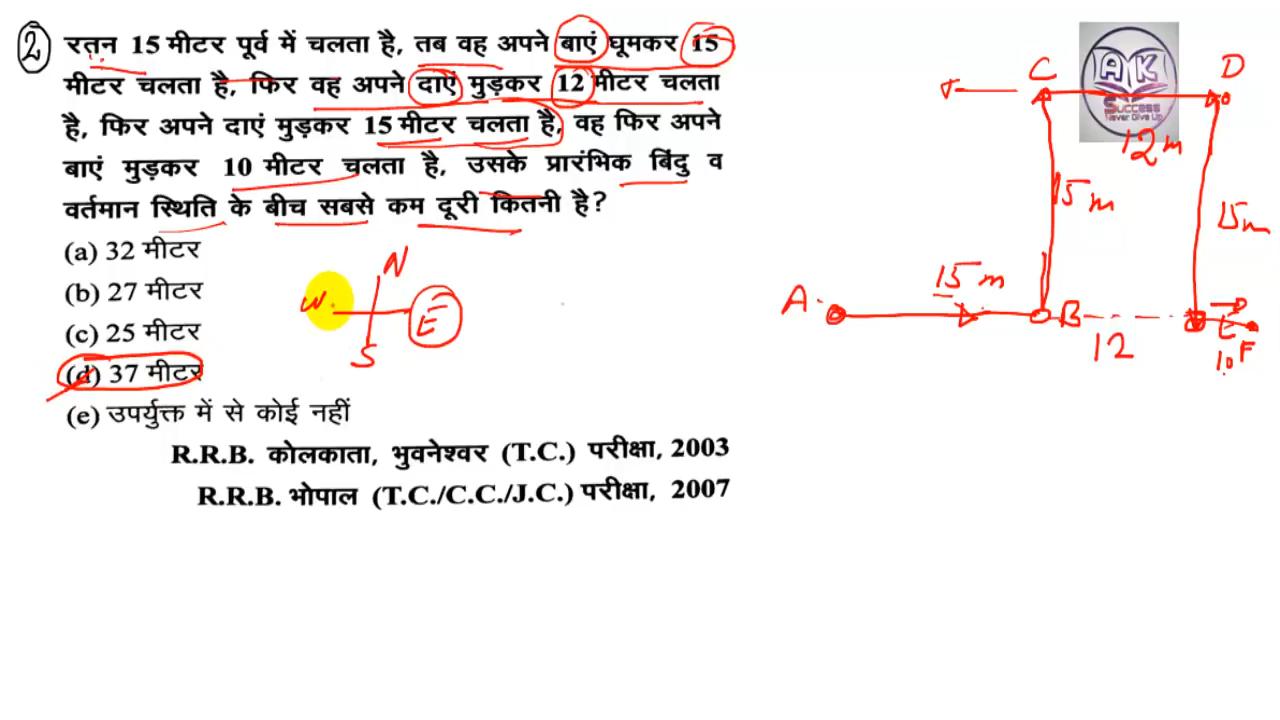 2 रतन 15 मीटर पूर्व में चलता है, तब वह अपने बाएं घूमकर 15
मीटर चलता है, फिर वह अपने दाएं मुड़कर 12 मीटर चलता
है, फिर अपने दाएं मुड़कर 15 मीटर चलता है, वह फिर अपने
बाएं मुड़कर 10 मीटर चलता है, उसके प्रारंभिक बिंदु व
वर्तमान स्थिति के बीच सबसे कम दूरी कितनी है?
(a) 32 मीटर
(b) 27 मीटर
(c) 25 मीटर
(d) 37 मीटर
(e) उपर्युक्त में से कोई नहीं
R.R.B. कोलकाता, भुवनेश्वर (T.C.) परीक्षा, 2003
R.R.B. भोपाल (T.C./C.C./J.C.) परीक्षा, 2007
N
W. E
S
C D
AK
Success
Never Give Up
12 m
15 m 15 m
15 m
A B E
12 10 F